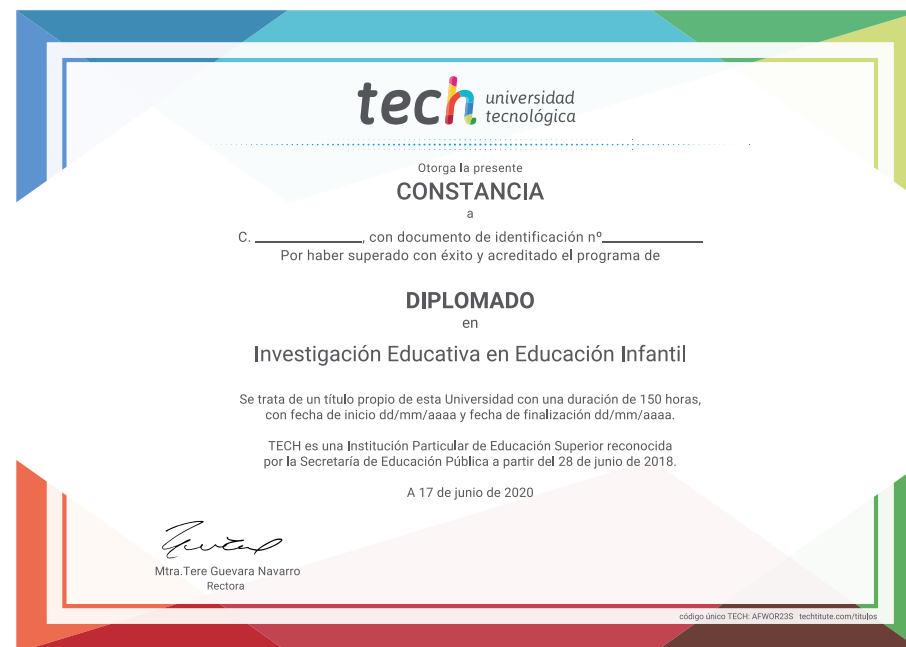 tech universidad
tecnológica
Otorga la presente
CONSTANCIA
a
C. ____________, con documento de identificación nº____________
Por haber superado con éxito y acreditado el programa de
DIPLOMADO
en
Investigación Educativa en Educación Infantil
Se trata de un título propio de esta Universidad con una duración de 150 horas,
con fecha de inicio dd/mm/aaaa y fecha de finalización dd/mm/aaaa.
TECH es una Institución Particular de Educación Superior reconocida
por la Secretaría de Educación Pública a partir del 28 de junio de 2018.
A 17 de junio de 2020
Mtra.Tere Guevara Navarro
Rectora
código único TECH: AFWOR23S techtitute.com/titulos